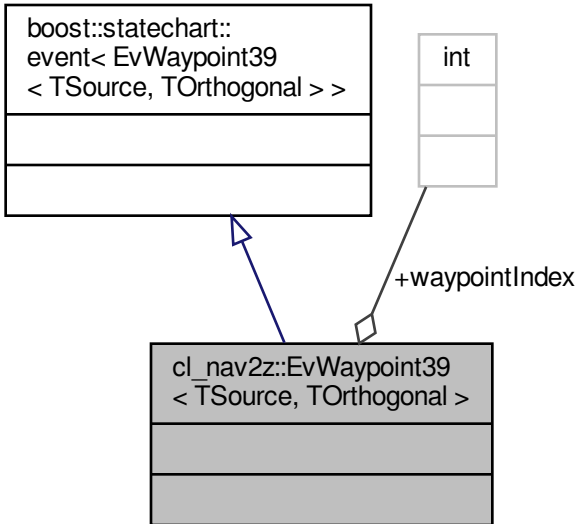 boost::statechart::
event< EvWaypoint39
< TSource, TOrthogonal > >
int
+waypointIndex
cl_nav2z::EvWaypoint39
< TSource, TOrthogonal >